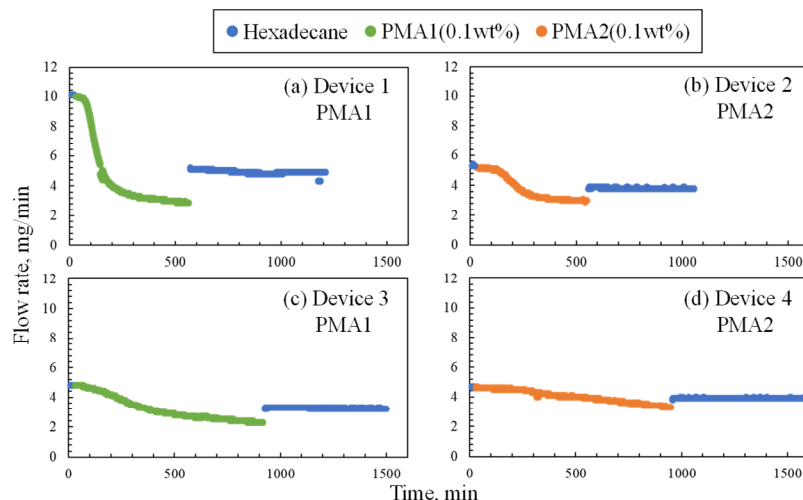 Hexadecane PMA1(0.1wt%) PMA2(0.1wt%)
Flow rate, mg/min
12
10
8
6
4
2
0
0 500 1000 1500
(a) Device 1
PMA1
12
10
8
6
4
2
0
0 500 1000 1500
(b) Device 2
PMA2
12
10
8
6
4
2
0
0 500 1000 1500
(c) Device 3
PMA1
12
10
8
6
4
2
0
0 500 1000 1500
(d) Device 4
PMA2
Time, min